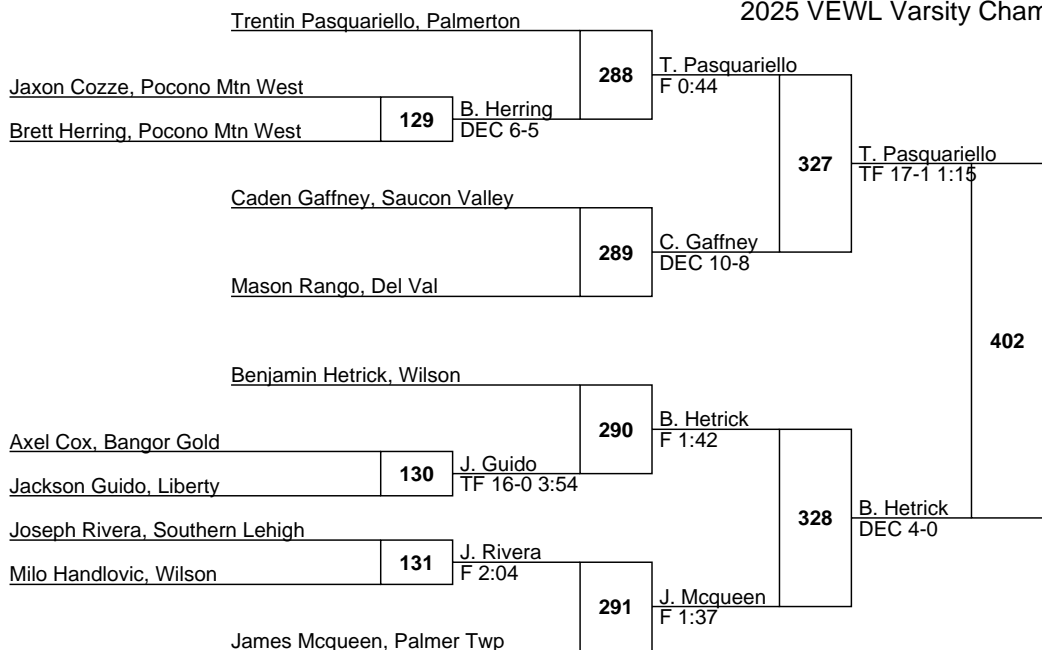 2025 VEWL Varsity Cham
Trentin Pasquariello, Palmerton
288
T. Pasquariello
F 0:44
Jaxon Cozze, Pocono Mtn West
129
B. Herring
DEC 6-5
Brett Herring, Pocono Mtn West
327
T. Pasquariello
TF 17-1 1:15
Caden Gaffney, Saucon Valley
289
C. Gaffney
DEC 10-8
Mason Rango, Del Val
402
Benjamin Hetrick, Wilson
290
B. Hetrick
F 1:42
Axel Cox, Bangor Gold
130
J. Guido
TF 16-0 3:54
Jackson Guido, Liberty
328
B. Hetrick
DEC 4-0
Joseph Rivera, Southern Lehigh
131
J. Rivera
F 2:04
Milo Handlovic, Wilson
291
J. Mcqueen
F 1:37
James Mcqueen, Palmer Twp